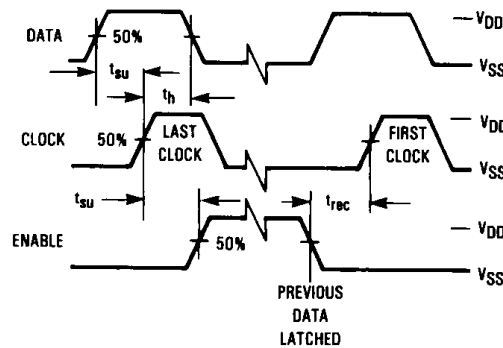 DATA
50%
VDD
VSS
tsu
th
CLOCK
50%
LAST
CLOCK
FIRST
CLOCK
VDD
VSS
tsu
trec
ENABLE
50%
VDD
VSS
PREVIOUS
DATA
LATCHED